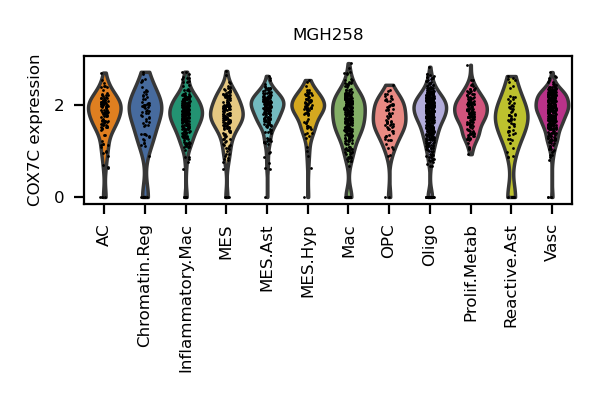 MGH258
COX7C expression
2
0
AC
Chromatin.Reg
Inflammatory.Mac
MES
MES.Ast
MES.Hyp
Mac
OPC
Oligo
Prolif.Metab
Reactive.Ast
Vasc